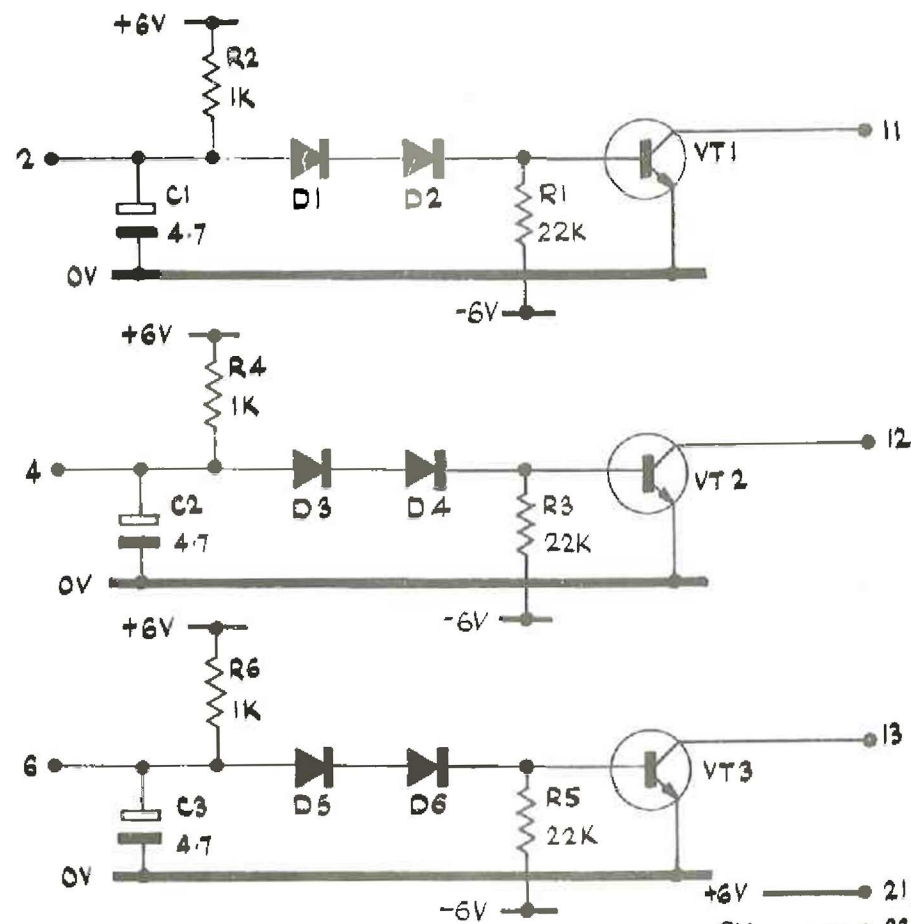 +6V
R2
1K
2
C1
4.7
D1
D2
R1
22K
VT1
11
0V
-6V
+6V
R4
1K
4
C2
4.7
D3
D4
R3
22K
VT2
12
0V
-6V
+6V
R6
1K
6
C3
4.7
D5
D6
R5
22K
VT3
13
0V
-6V
+6V
21